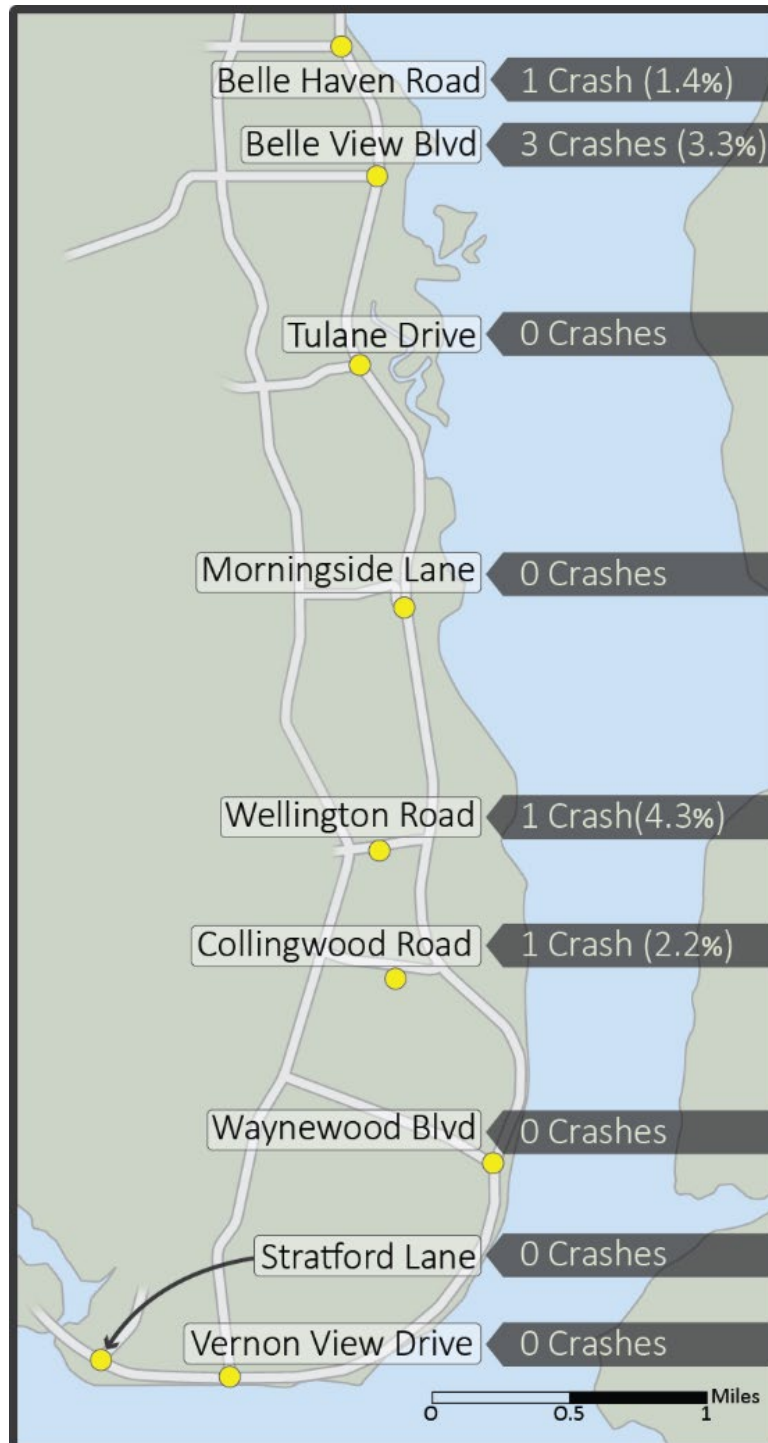 Belle Haven Road 1 Crash (1.4%)
Belle View Blvd 3 Crashes (3.3%)
Tulane Drive 0 Crashes
Morningside Lane 0 Crashes
Wellington Road 1 Crash(4.3%)
Collingwood Road 1 Crash (2.2%)
Waynewood Blvd 0 Crashes
Stratford Lane 0 Crashes
Vernon View Drive 0 Crashes
Miles
0 0.5 1